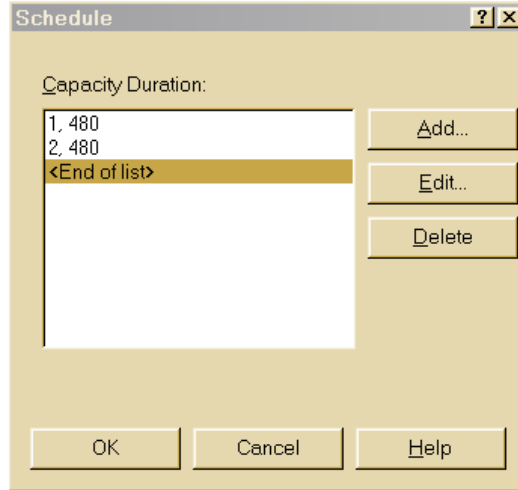 Schedule
Capacity Duration:
1, 480
2, 480
<End of list>
Add...
Edit...
Delete
OK
Cancel
Help